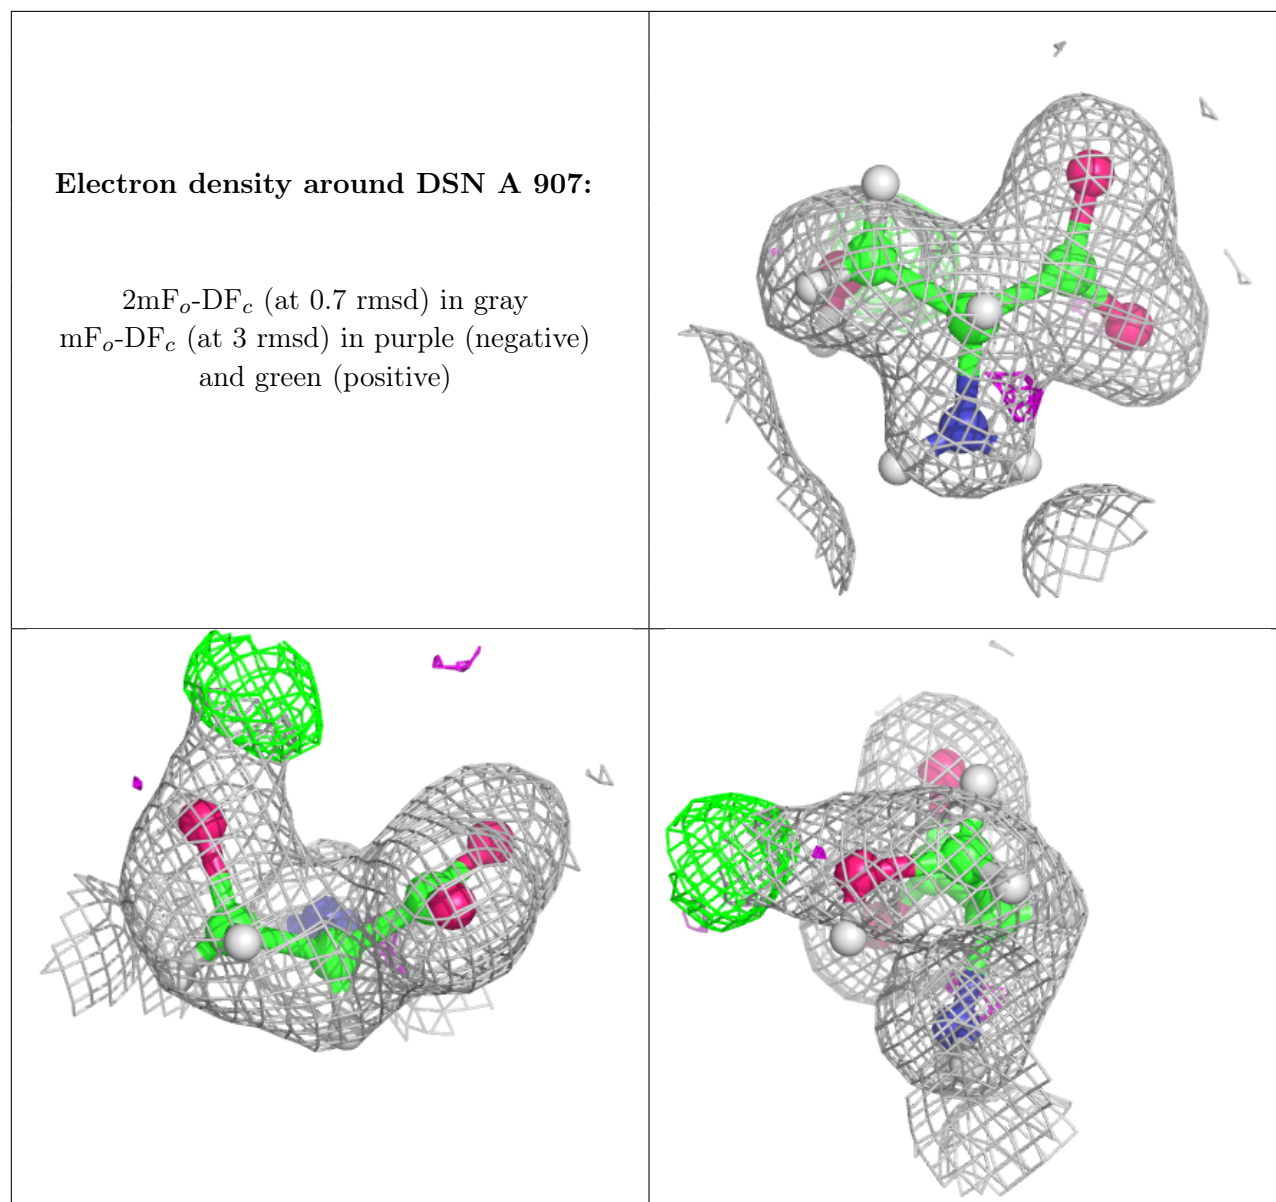 Electron density around DSN A 907:
2mFo-DFc (at 0.7 rmsd) in gray
mFo-DFc (at 3 rmsd) in purple (negative)
and green (positive)